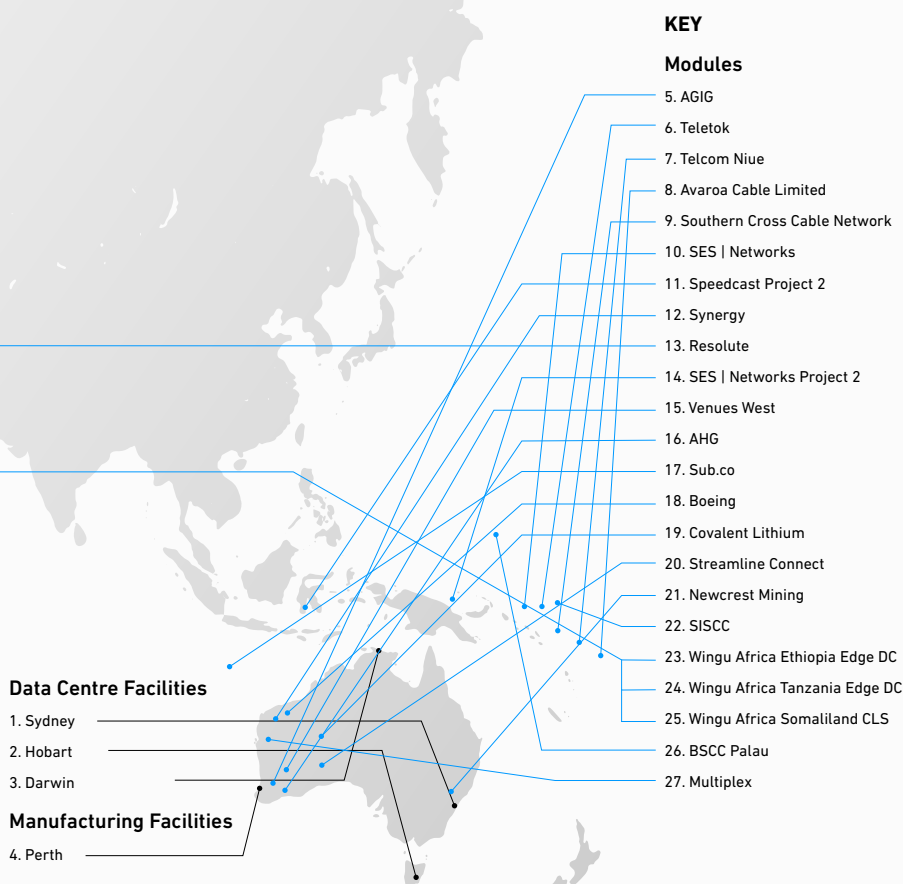 KEY
Modules
5. AGIG
6. Teletok
7. Telcom Niue
8. Avaroa Cable Limited
9. Southern Cross Cable Network
10. SES | Networks
11. Speedcast Project 2
12. Synergy
13. Resolute
14. SES | Networks Project 2
15. Venues West
16. AHG
17. Sub.co
18. Boeing
19. Covalent Lithium
20. Streamline Connect
21. Newcrest Mining
22. SISCC
23. Wingu Africa Ethiopia Edge DC
24. Wingu Africa Tanzania Edge DC
25. Wingu Africa Somaliland CLS
26. BSCC Palau
27. Multiplex
Data Centre Facilities
1. Sydney
2. Hobart
3. Darwin
Manufacturing Facilities
4. Perth